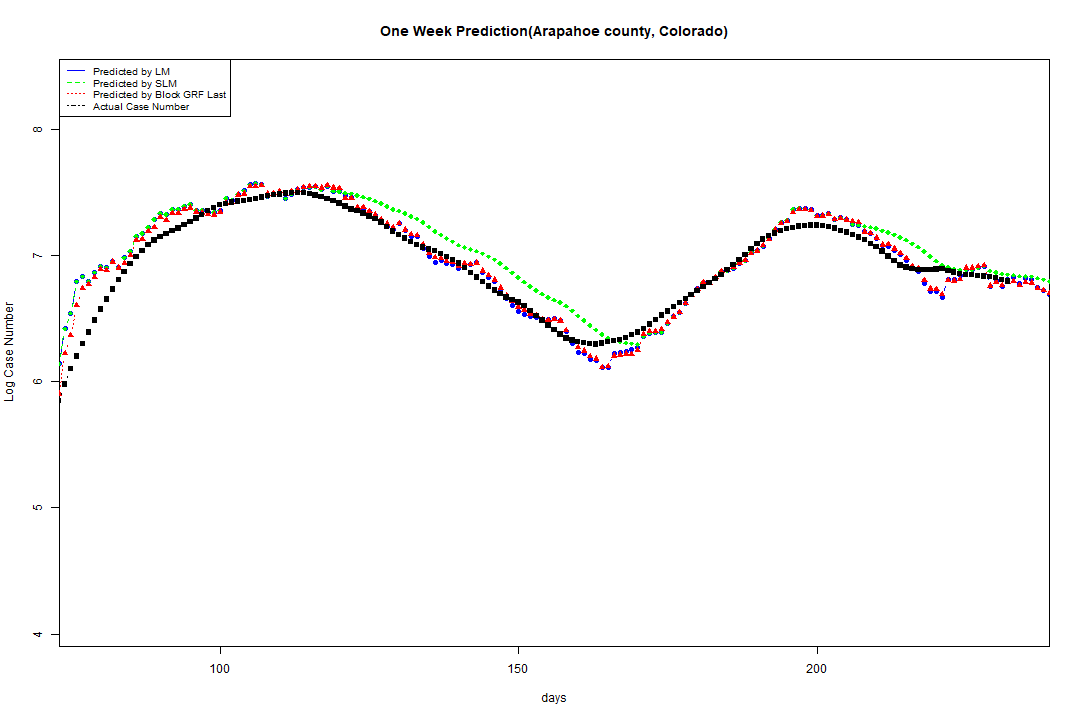 One Week Prediction(Arapahoe county, Colorado)
Predicted by LM
Predicted by SLM
Predicted by Block GRF Last
Actual Case Number
8
7
6
5
4
Log Case Number
100 150 200
days